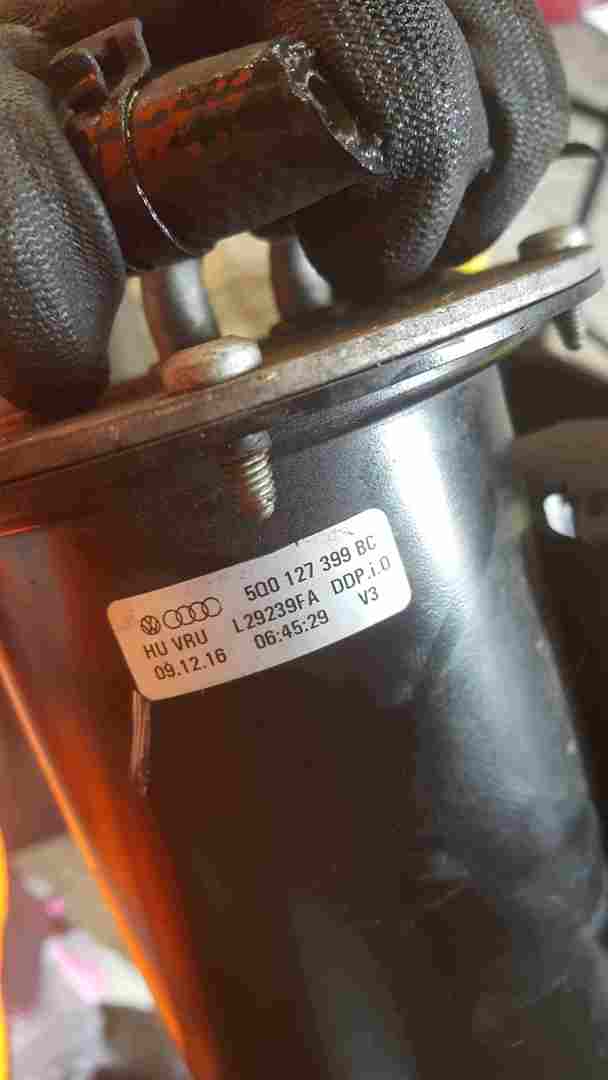 5Q0 127 399 BC
HU VRU L29239FA DDP.i.O
09.12.16 06:45:29 V3